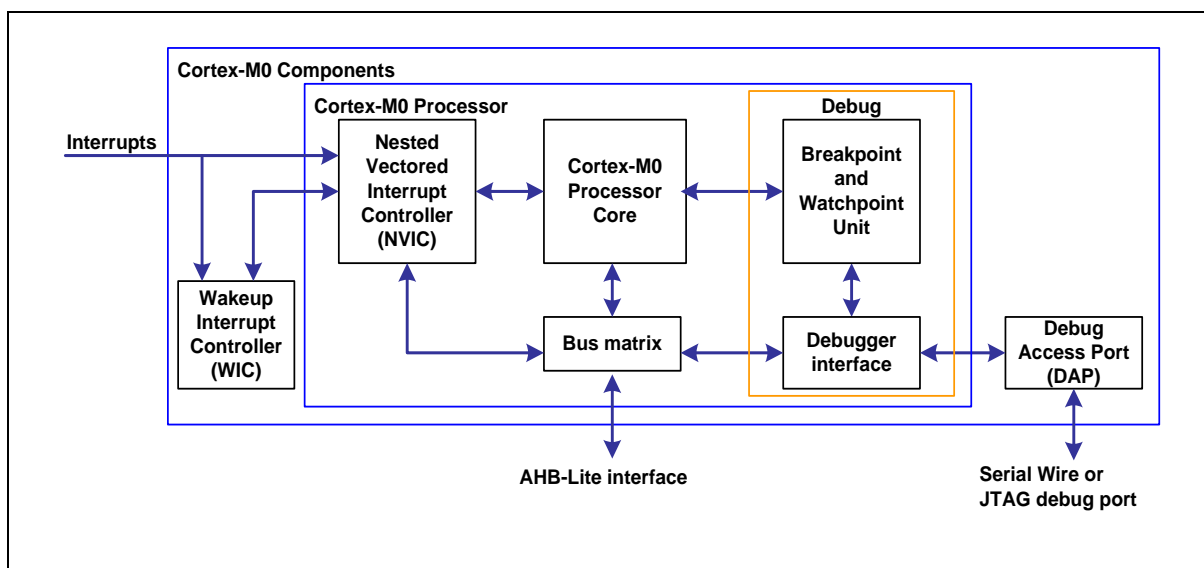 Cortex-M0 Components
Cortex-M0 Processor
Debug
Interrupts
Nested
Vectored
Interrupt
Controller
(NVIC)
Cortex-M0
Processor
Core
Breakpoint
and
Watchpoint
Unit
Wakeup
Interrupt
Controller
(WIC)
Bus matrix
Debugger
interface
Debug
Access Port
(DAP)
AHB-Lite interface
Serial Wire or
JTAG debug port